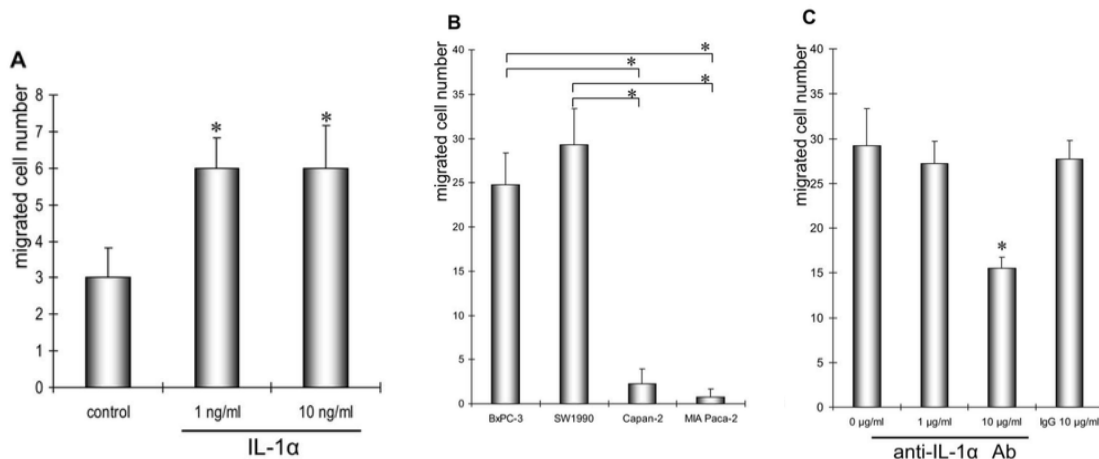 A
migrated cell number
8
7
6
5
4
3
2
1
0
*
*
control
1 ng/ml
10 ng/ml
IL-1α
B
migrated cell number
40
35
30
25
20
15
10
5
0
*
*
*
*
BxPC-3
SW1990
Capan-2
MIA Paca-2
C
migrated cell number
40
35
30
25
20
15
10
5
0
*
0 µg/ml
1 µg/ml
10 µg/ml
IgG 10 µg/ml
anti-IL-1α Ab